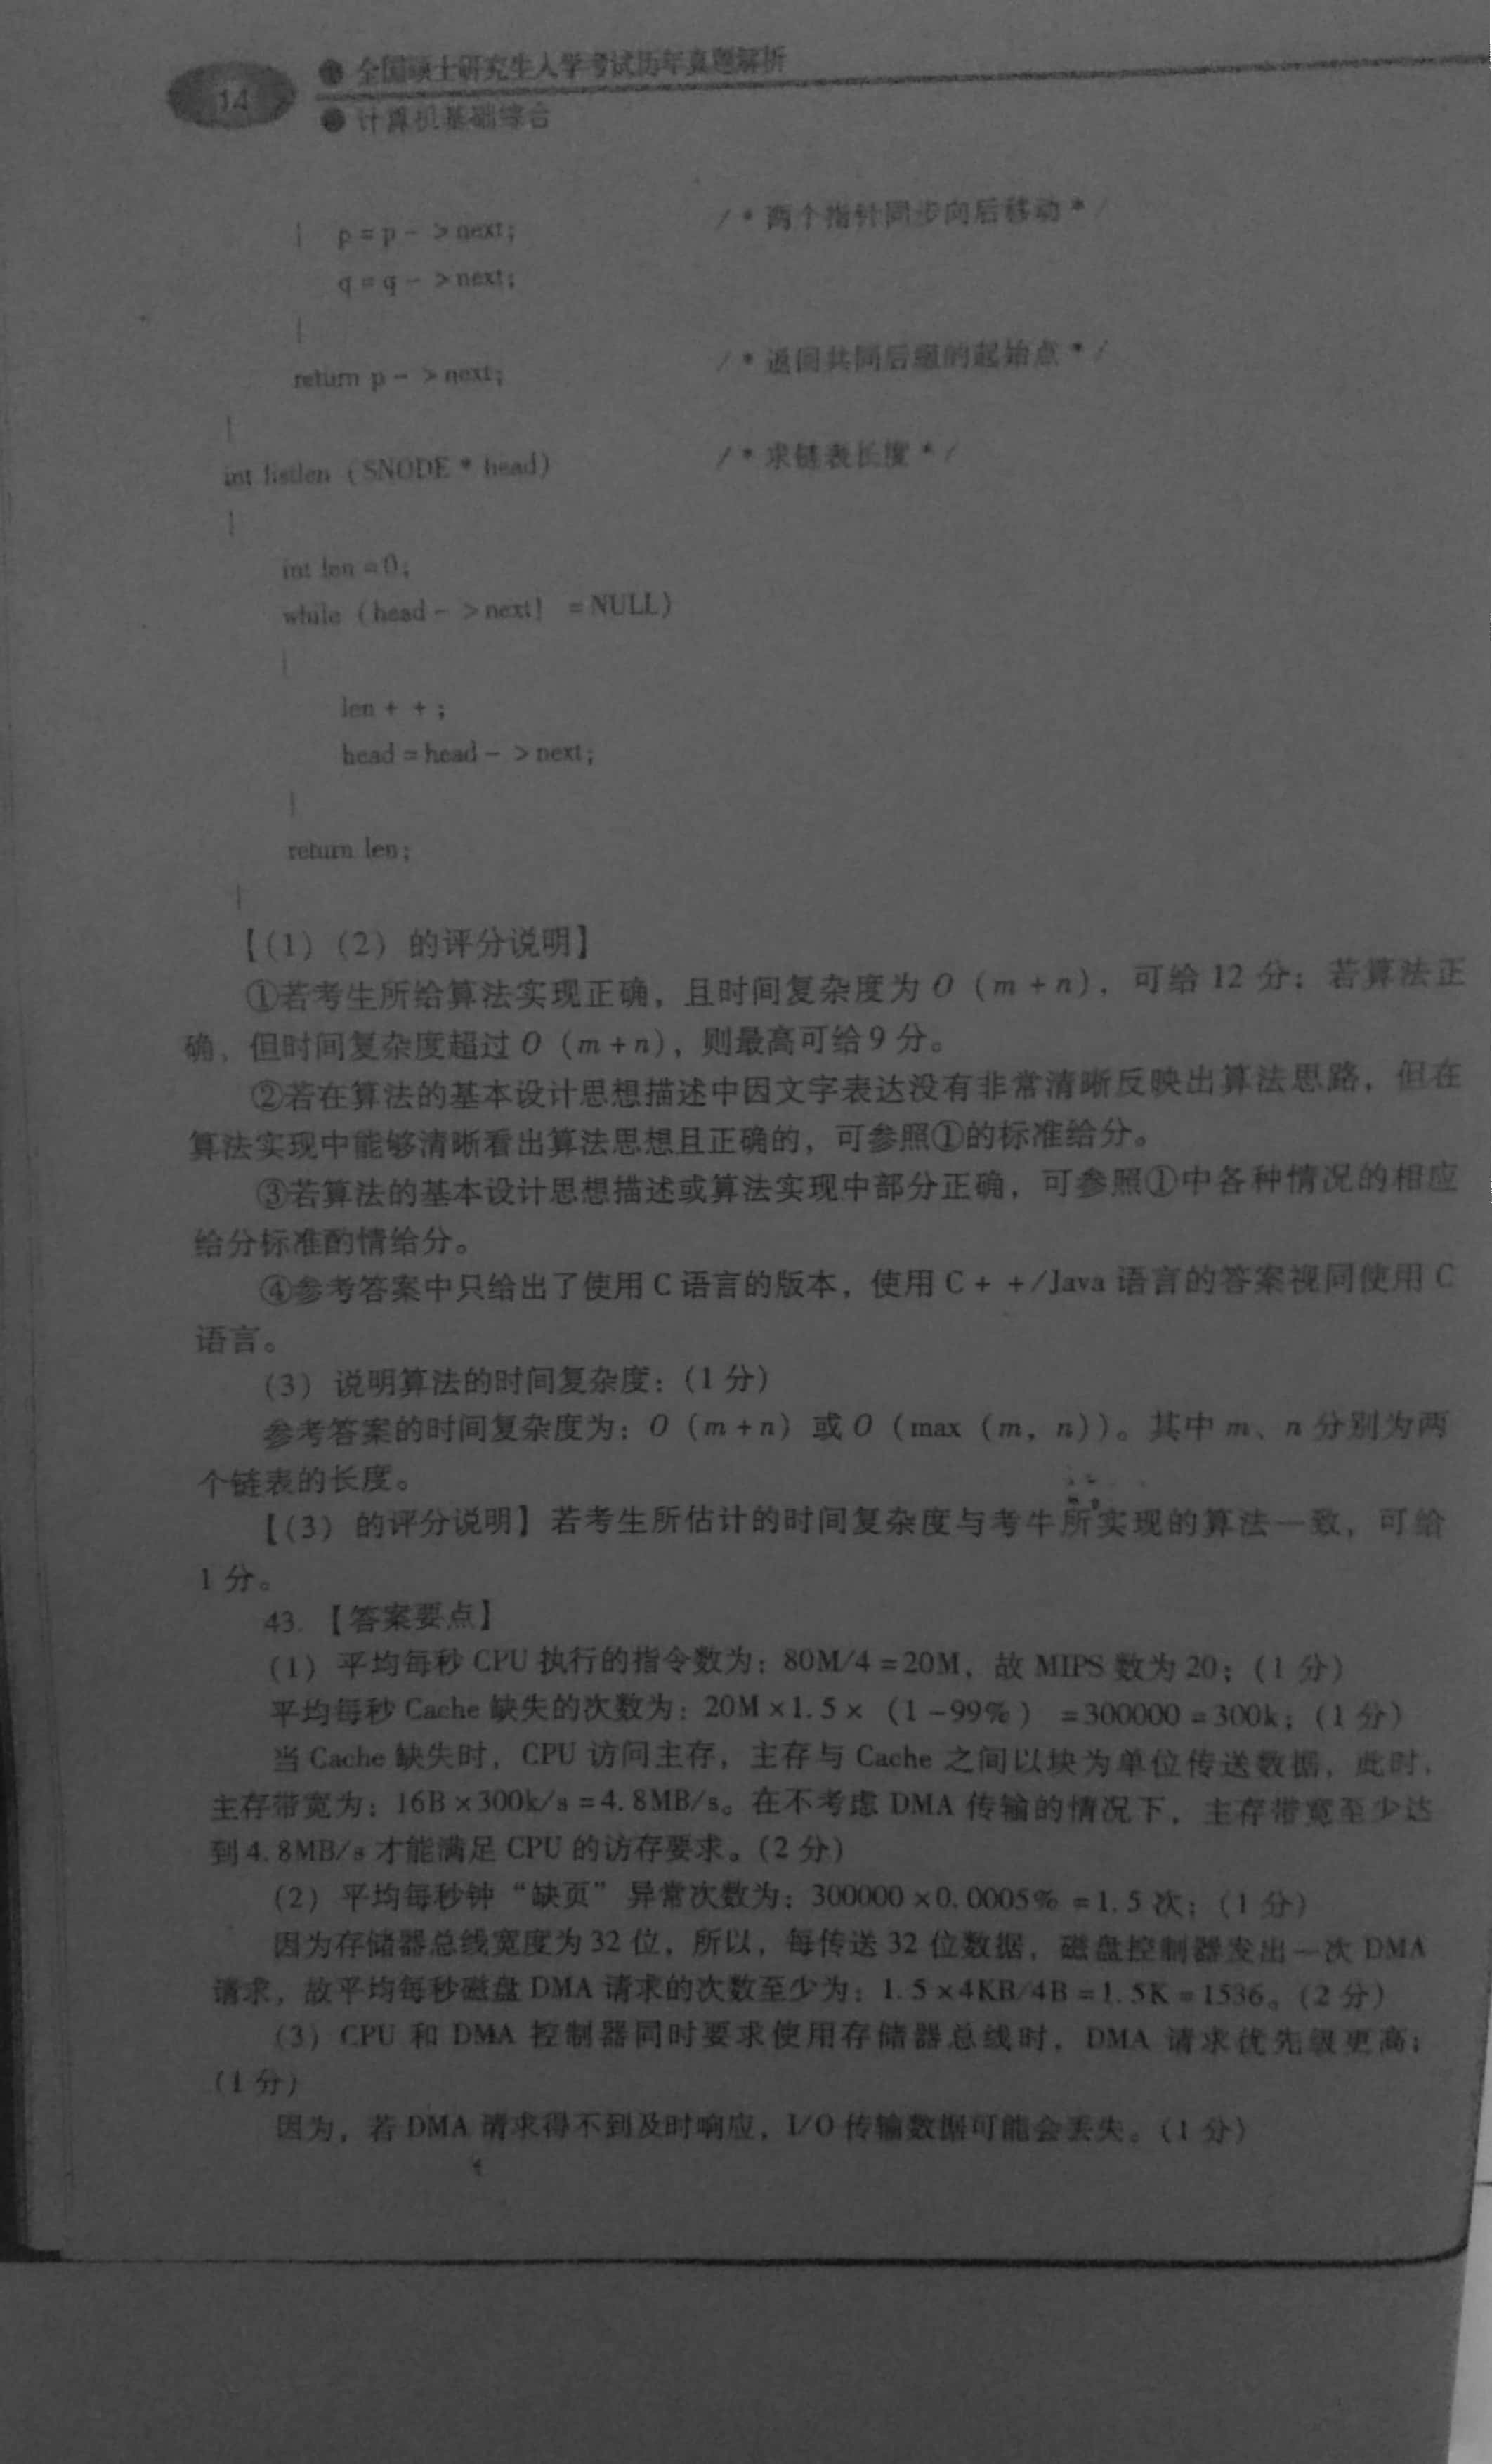 14
● 全国硕士研究生入学考试历年真题解析
● 计算机基础综合
{ p = p - > next; / * 两个指针同步向后移动 * /
q = q - > next;
}
return p - > next; / * 返回共同后缀的起始点 * /
}
int listlen (SNODE * head) / * 求链表长度 * /
{
int len = 0;
while (head - > next! = NULL)
{
len + + ;
head = head - > next;
}
return len;
}
【(1)(2) 的评分说明】
①若考生所给算法实现正确，且时间复杂度为 O (m + n)，可给 12 分；若算法正
确，但时间复杂度超过 O (m + n)，则最高可给 9 分。
②若在算法的基本设计思想描述中因文字表达没有非常清晰反映出算法思路，但在
算法实现中能够清晰看出算法思想且正确的，可参照①的标准给分。
③若算法的基本设计思想描述或算法实现中部分正确，可参照①中各种情况的相应
给分标准酌情给分。
④参考答案中只给出了使用 C 语言的版本，使用 C + + /Java 语言的答案视同使用 C
语言。
(3) 说明算法的时间复杂度：(1 分)
参考答案的时间复杂度为：O (m + n) 或 O (max (m, n))。其中 m、n 分别为两
个链表的长度。
【(3) 的评分说明】若考生所估计的时间复杂度与考生所实现的算法一致，可给
1 分。
43. 【答案要点】
(1) 平均每秒 CPU 执行的指令数为：80M/4 = 20M，故 MIPS 数为 20；(1 分)
平均每秒 Cache 缺失的次数为：20M × 1. 5 × (1 - 99%) = 300000 = 300k；(1 分)
当 Cache 缺失时，CPU 访问主存，主存与 Cache 之间以块为单位传送数据，此时，
主存带宽为：16B × 300k/s = 4. 8MB/s。在不考虑 DMA 传输的情况下，主存带宽至少达
到 4. 8MB/s 才能满足 CPU 的访存要求。(2 分)
(2) 平均每秒钟“缺页”异常次数为：300000 × 0. 0005% = 1. 5 次；(1 分)
因为存储器总线宽度为 32 位，所以，每传送 32 位数据，磁盘控制器发出一次 DMA
请求，故平均每秒磁盘 DMA 请求的次数至少为：1. 5 × 4KB/4B = 1. 5K = 1536。(2 分)
(3) CPU 和 DMA 控制器同时要求使用存储器总线时，DMA 请求优先级更高；
(1 分)
因为，若 DMA 请求得不到及时响应，I/O 传输数据可能会丢失。(1 分)